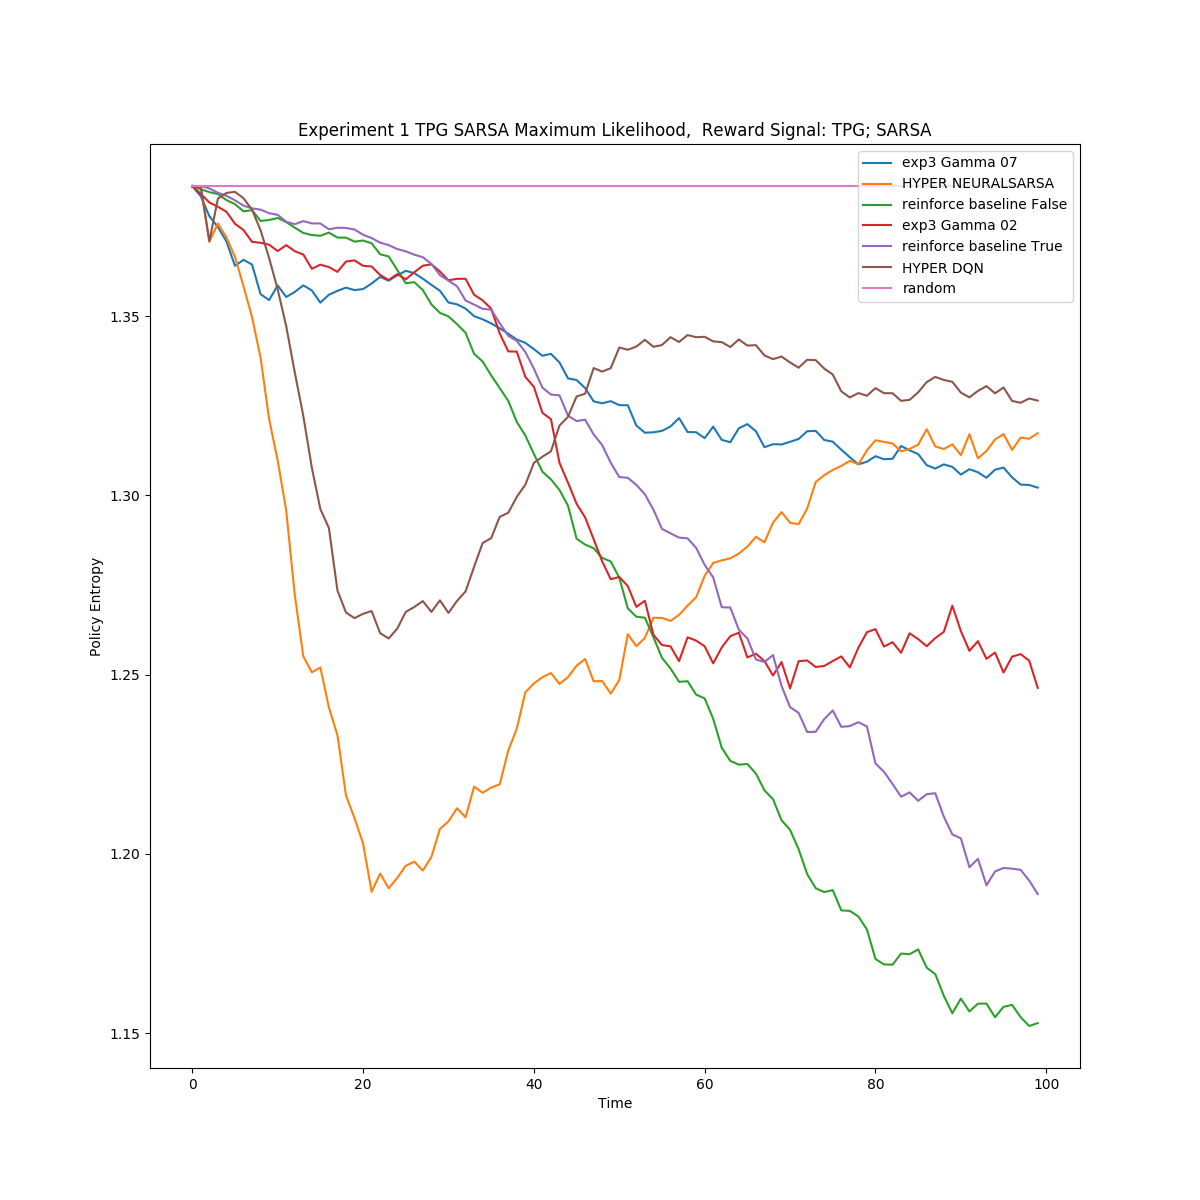 Experiment 1 TPG SARSA Maximum Likelihood,  Reward Signal: TPG; SARSA
exp3 Gamma 07
HYPER NEURALSARSA
reinforce baseline False
exp3 Gamma 02
reinforce baseline True
HYPER DQN
random
Policy Entropy
1.35
1.30
1.25
1.20
1.15
0 20 40 60 80 100
Time